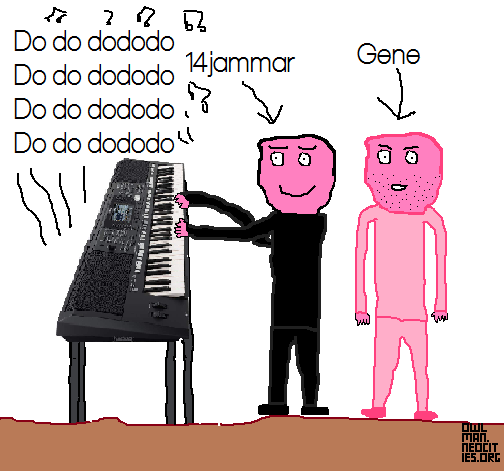 Do do dododo
Do do dododo
Do do dododo
Do do dododo
14jammar
Gene
OWL
MAN.
NEOCIT
IES.ORG